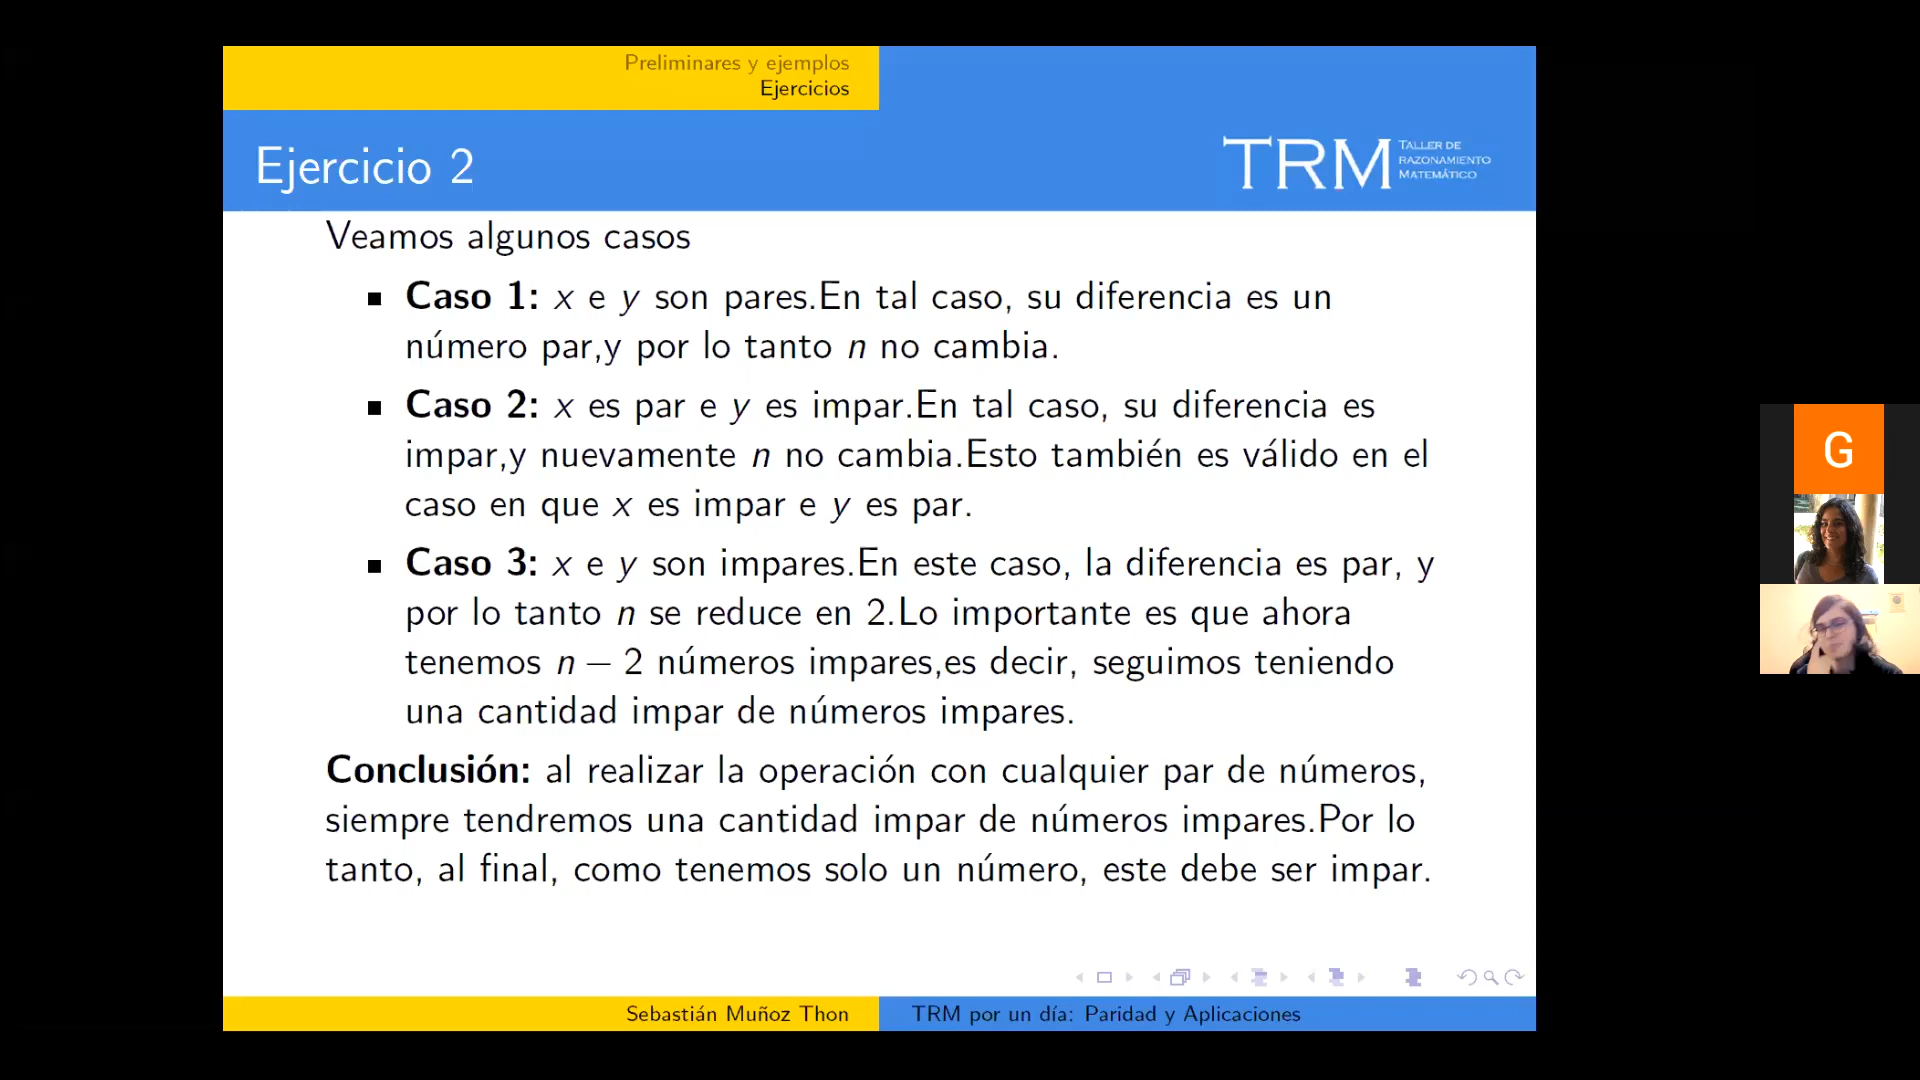 Preliminares y ejemplos
Ejercicios
Ejercicio 2
TRM
TALLER DE
RAZONAMIENTO
MATEMÁTICO
Veamos algunos casos
Caso 1: x e y son pares.En tal caso, su diferencia es un
número par,y por lo tanto n no cambia.
Caso 2: x es par e y es impar.En tal caso, su diferencia es
impar,y nuevamente n no cambia.Esto también es válido en el
caso en que x es impar e y es par.
Caso 3: x e y son impares.En este caso, la diferencia es par, y
por lo tanto n se reduce en 2.Lo importante es que ahora
tenemos n − 2 números impares,es decir, seguimos teniendo
una cantidad impar de números impares.
Conclusión: al realizar la operación con cualquier par de números,
siempre tendremos una cantidad impar de números impares.Por lo
tanto, al final, como tenemos solo un número, este debe ser impar.
Sebastián Muñoz Thon
TRM por un día: Paridad y Aplicaciones
G